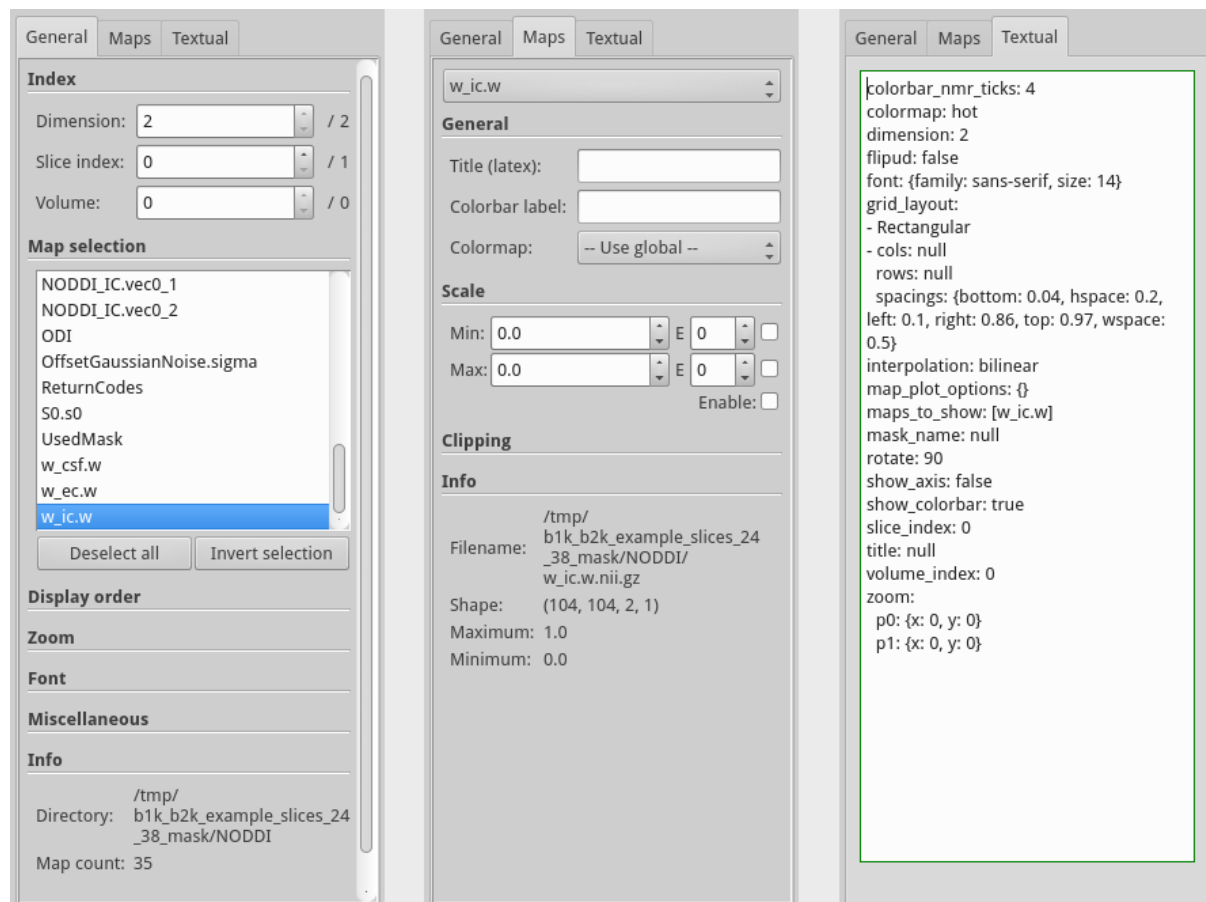 General Maps Textual
Index
Dimension: 2 / 2
Slice index: 0 / 1
Volume: 0 / 0
Map selection
NODDI_IC.vec0_1
NODDI_IC.vec0_2
ODI
OffsetGaussianNoise.sigma
ReturnCodes
S0.s0
UsedMask
w_csf.w
w_ec.w
w_ic.w
Deselect all Invert selection
Display order
Zoom
Font
Miscellaneous
Info
Directory: /tmp/
b1k_b2k_example_slices_24
_38_mask/NODDI
Map count: 35
General Maps Textual
w_ic.w
General
Title (latex):
Colorbar label:
Colormap: -- Use global --
Scale
Min: 0.0 E 0
Max: 0.0 E 0
Enable:
Clipping
Info
Filename: /tmp/
b1k_b2k_example_slices_24
_38_mask/NODDI/
w_ic.w.nii.gz
Shape: (104, 104, 2, 1)
Maximum: 1.0
Minimum: 0.0
General Maps Textual
colorbar_nmr_ticks: 4
colormap: hot
dimension: 2
flipud: false
font: {family: sans-serif, size: 14}
grid_layout:
- Rectangular
- cols: null
rows: null
spacings: {bottom: 0.04, hspace: 0.2,
left: 0.1, right: 0.86, top: 0.97, wspace:
0.5}
interpolation: bilinear
map_plot_options: {}
maps_to_show: [w_ic.w]
mask_name: null
rotate: 90
show_axis: false
show_colorbar: true
slice_index: 0
title: null
volume_index: 0
zoom:
p0: {x: 0, y: 0}
p1: {x: 0, y: 0}